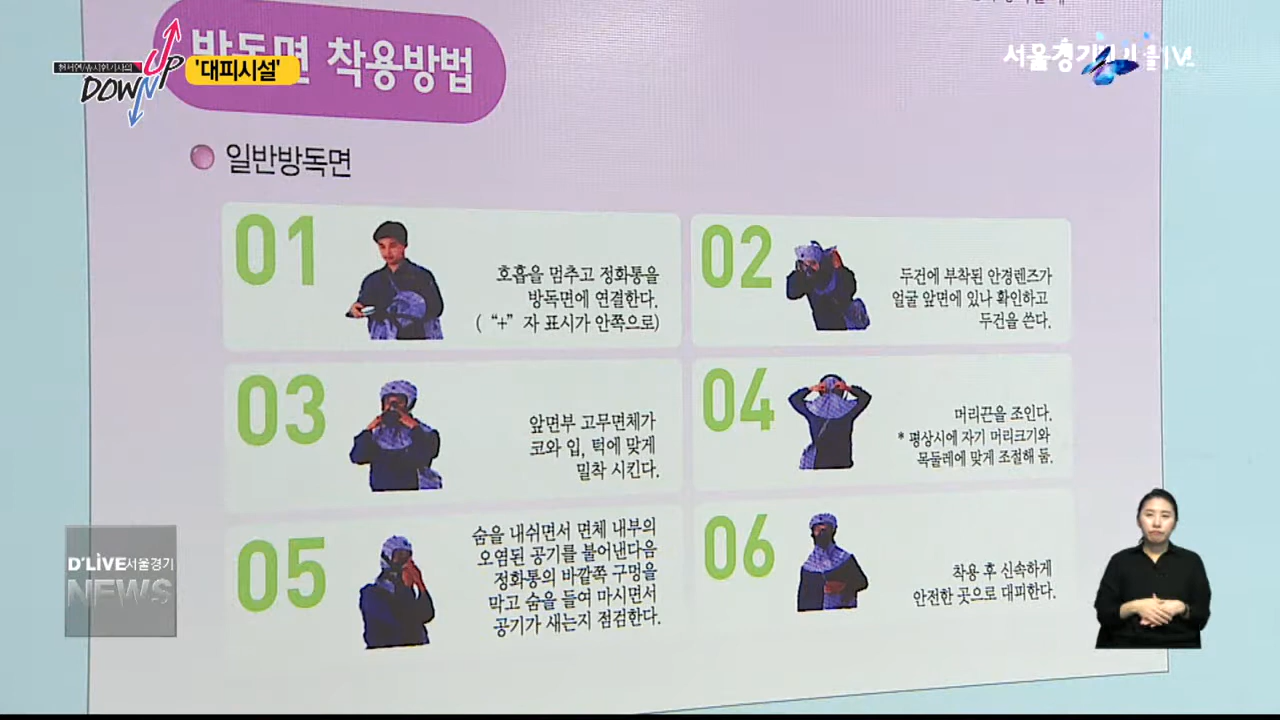 UP
DOWN
'대피시설'
방독면 착용방법
서울경기
일반방독면
01
호흡을 멈추고 정화통을
방독면에 연결한다.
( “+” 자 표시가 안쪽으로)
02
두건에 부착된 안경렌즈가
얼굴 앞면에 있나 확인하고
두건을 쓴다.
03
앞면부 고무면체가
코와 입, 턱에 맞게
밀착 시킨다.
04
머리끈을 조인다.
* 평상시에 자기 머리크기와
목둘레에 맞게 조절해 둠.
05
숨을 내쉬면서 면체 내부의
오염된 공기를 불어낸다음
정화통의 바깥쪽 구멍을
막고 숨을 들여 마시면서
공기가 새는지 점검한다.
06
착용 후 신속하게
안전한 곳으로 대피한다.
D'LIVE서울경기
NEWS